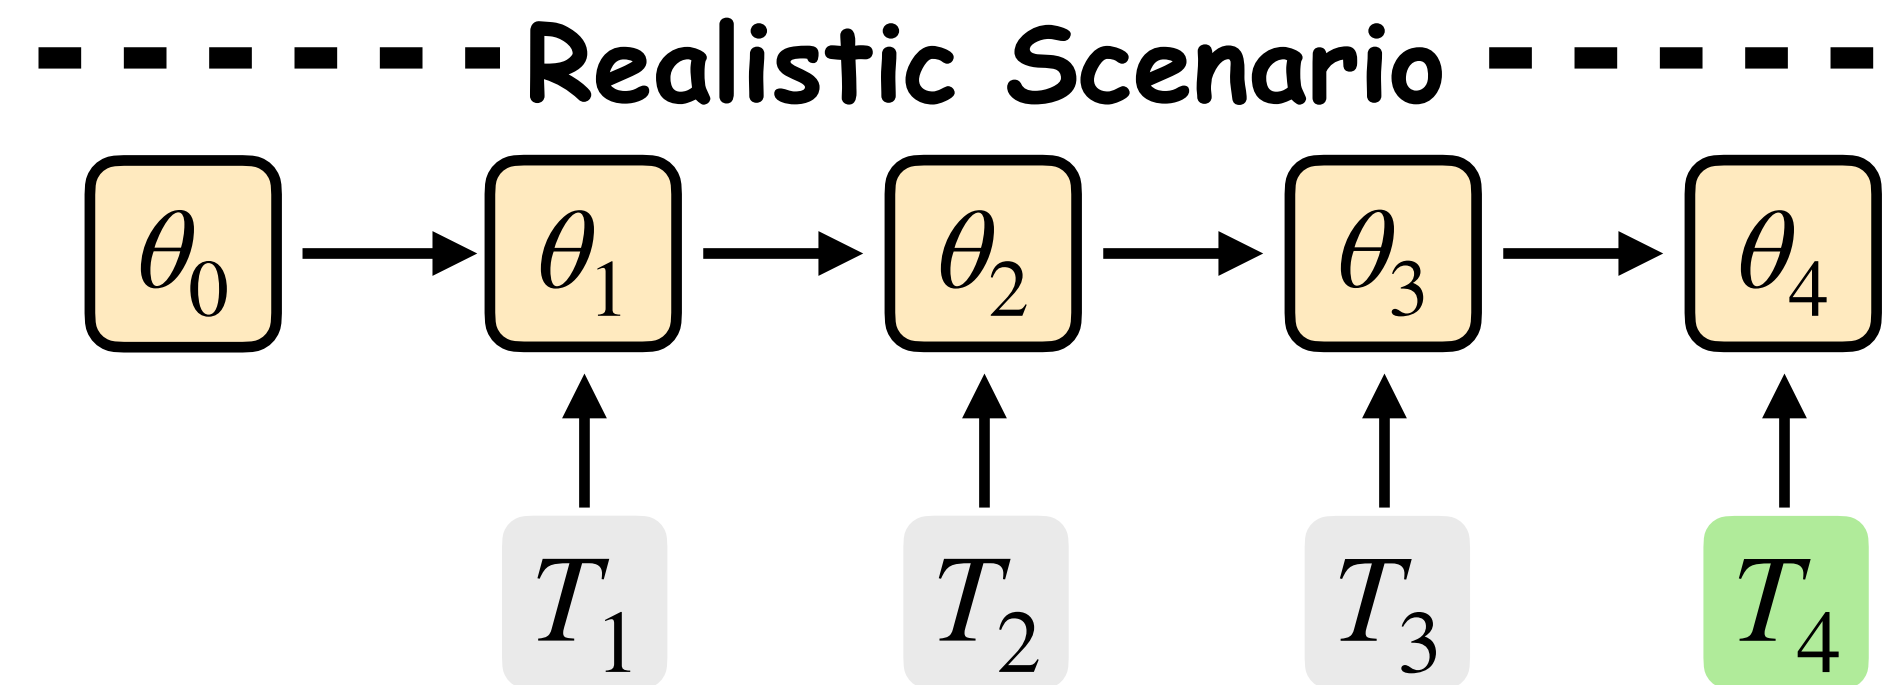 Realistic Scenario
θ0 θ1 θ2 θ3 θ4
T1 T2 T3 T4